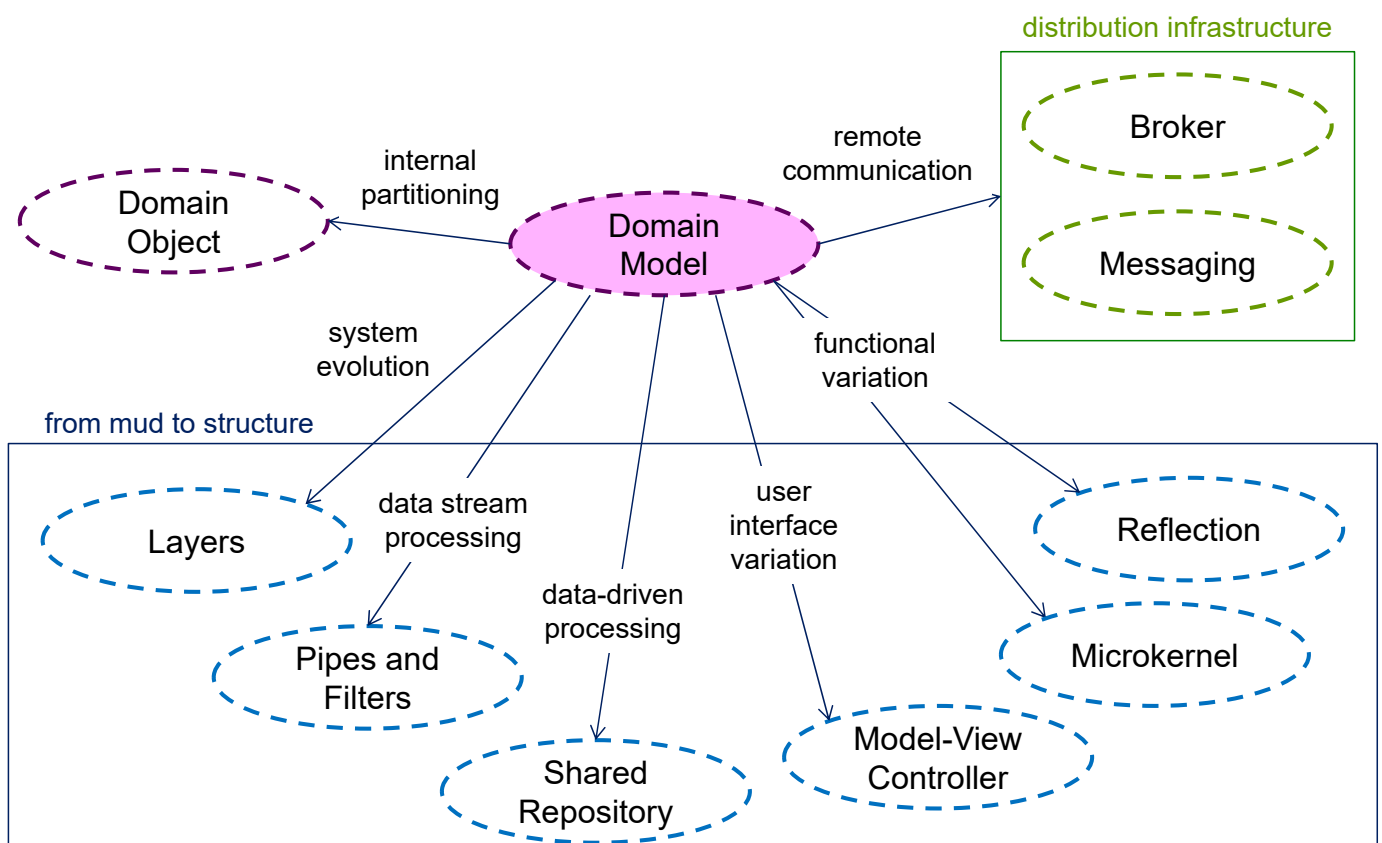 distribution infrastructure
Broker
remote
communication
internal
partitioning
Domain
Object
Domain
Model
Messaging
system
evolution
functional
variation
from mud to structure
data stream
processing
user
interface
variation
Layers
Reflection
data-driven
processing
Pipes and
Filters
Microkernel
Shared
Repository
Model-View
Controller